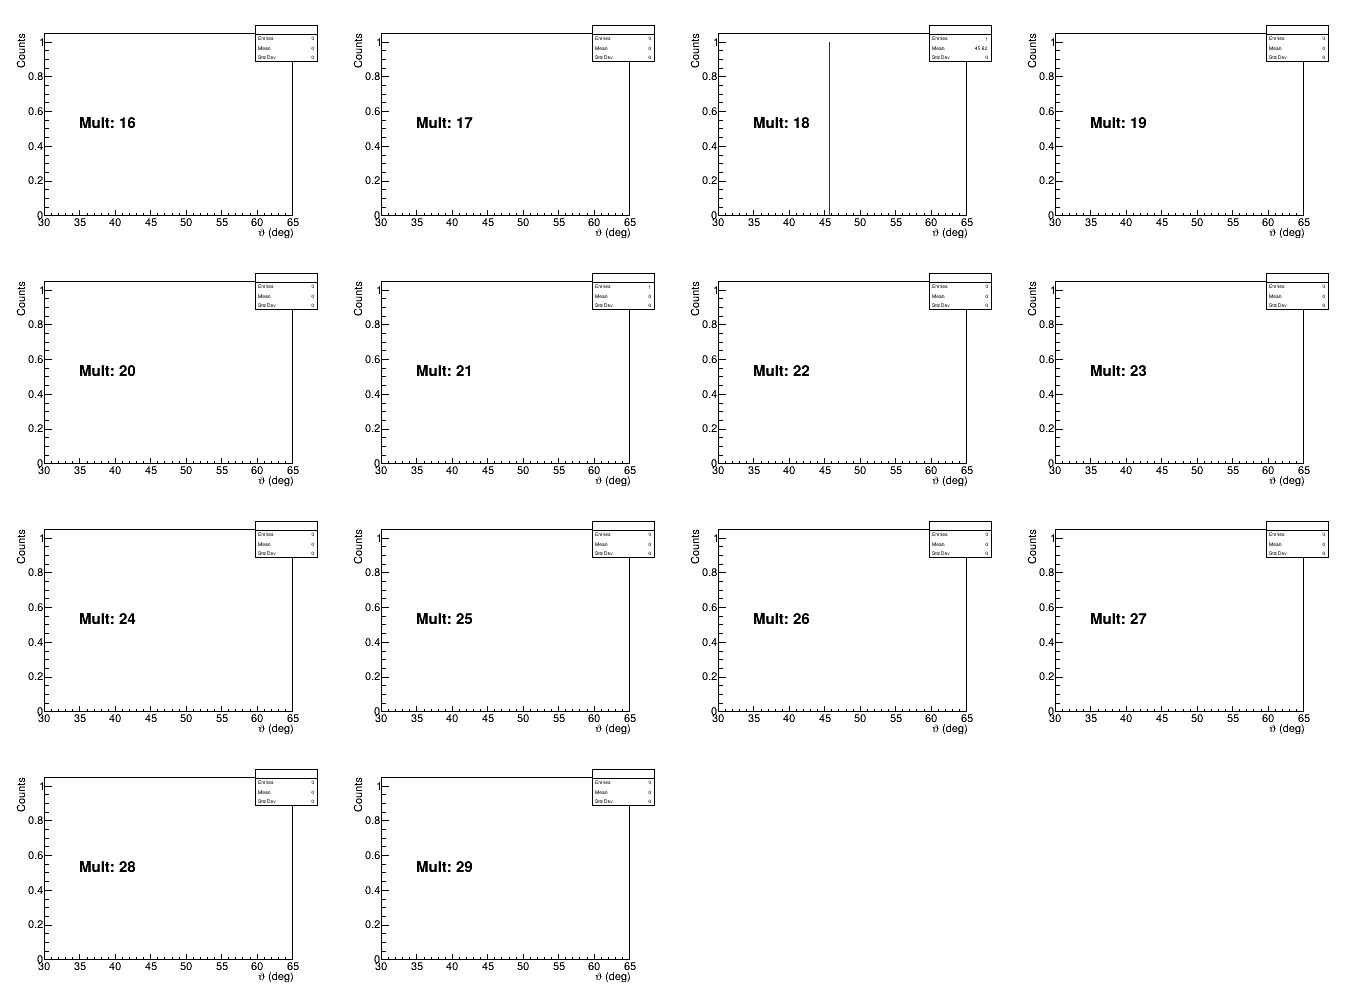 Counts
Entries 0
Mean 0
Std Dev 0
1
0.8
0.6
0.4
0.2
0
Mult: 16
30 35 40 45 50 55 60 65
ϑ (deg)
Counts
Entries 0
Mean 0
Std Dev 0
1
0.8
0.6
0.4
0.2
0
Mult: 17
30 35 40 45 50 55 60 65
ϑ (deg)
Counts
Entries 1
Mean 45.62
Std Dev 0
1
0.8
0.6
0.4
0.2
0
Mult: 18
30 35 40 45 50 55 60 65
ϑ (deg)
Counts
Entries 0
Mean 0
Std Dev 0
1
0.8
0.6
0.4
0.2
0
Mult: 19
30 35 40 45 50 55 60 65
ϑ (deg)
Counts
Entries 0
Mean 0
Std Dev 0
1
0.8
0.6
0.4
0.2
0
Mult: 20
30 35 40 45 50 55 60 65
ϑ (deg)
Counts
Entries 1
Mean 0
Std Dev 0
1
0.8
0.6
0.4
0.2
0
Mult: 21
30 35 40 45 50 55 60 65
ϑ (deg)
Counts
Entries 0
Mean 0
Std Dev 0
1
0.8
0.6
0.4
0.2
0
Mult: 22
30 35 40 45 50 55 60 65
ϑ (deg)
Counts
Entries 0
Mean 0
Std Dev 0
1
0.8
0.6
0.4
0.2
0
Mult: 23
30 35 40 45 50 55 60 65
ϑ (deg)
Counts
Entries 0
Mean 0
Std Dev 0
1
0.8
0.6
0.4
0.2
0
Mult: 24
30 35 40 45 50 55 60 65
ϑ (deg)
Counts
Entries 0
Mean 0
Std Dev 0
1
0.8
0.6
0.4
0.2
0
Mult: 25
30 35 40 45 50 55 60 65
ϑ (deg)
Counts
Entries 0
Mean 0
Std Dev 0
1
0.8
0.6
0.4
0.2
0
Mult: 26
30 35 40 45 50 55 60 65
ϑ (deg)
Counts
Entries 0
Mean 0
Std Dev 0
1
0.8
0.6
0.4
0.2
0
Mult: 27
30 35 40 45 50 55 60 65
ϑ (deg)
Counts
Entries 0
Mean 0
Std Dev 0
1
0.8
0.6
0.4
0.2
0
Mult: 28
30 35 40 45 50 55 60 65
ϑ (deg)
Counts
Entries 0
Mean 0
Std Dev 0
1
0.8
0.6
0.4
0.2
0
Mult: 29
30 35 40 45 50 55 60 65
ϑ (deg)